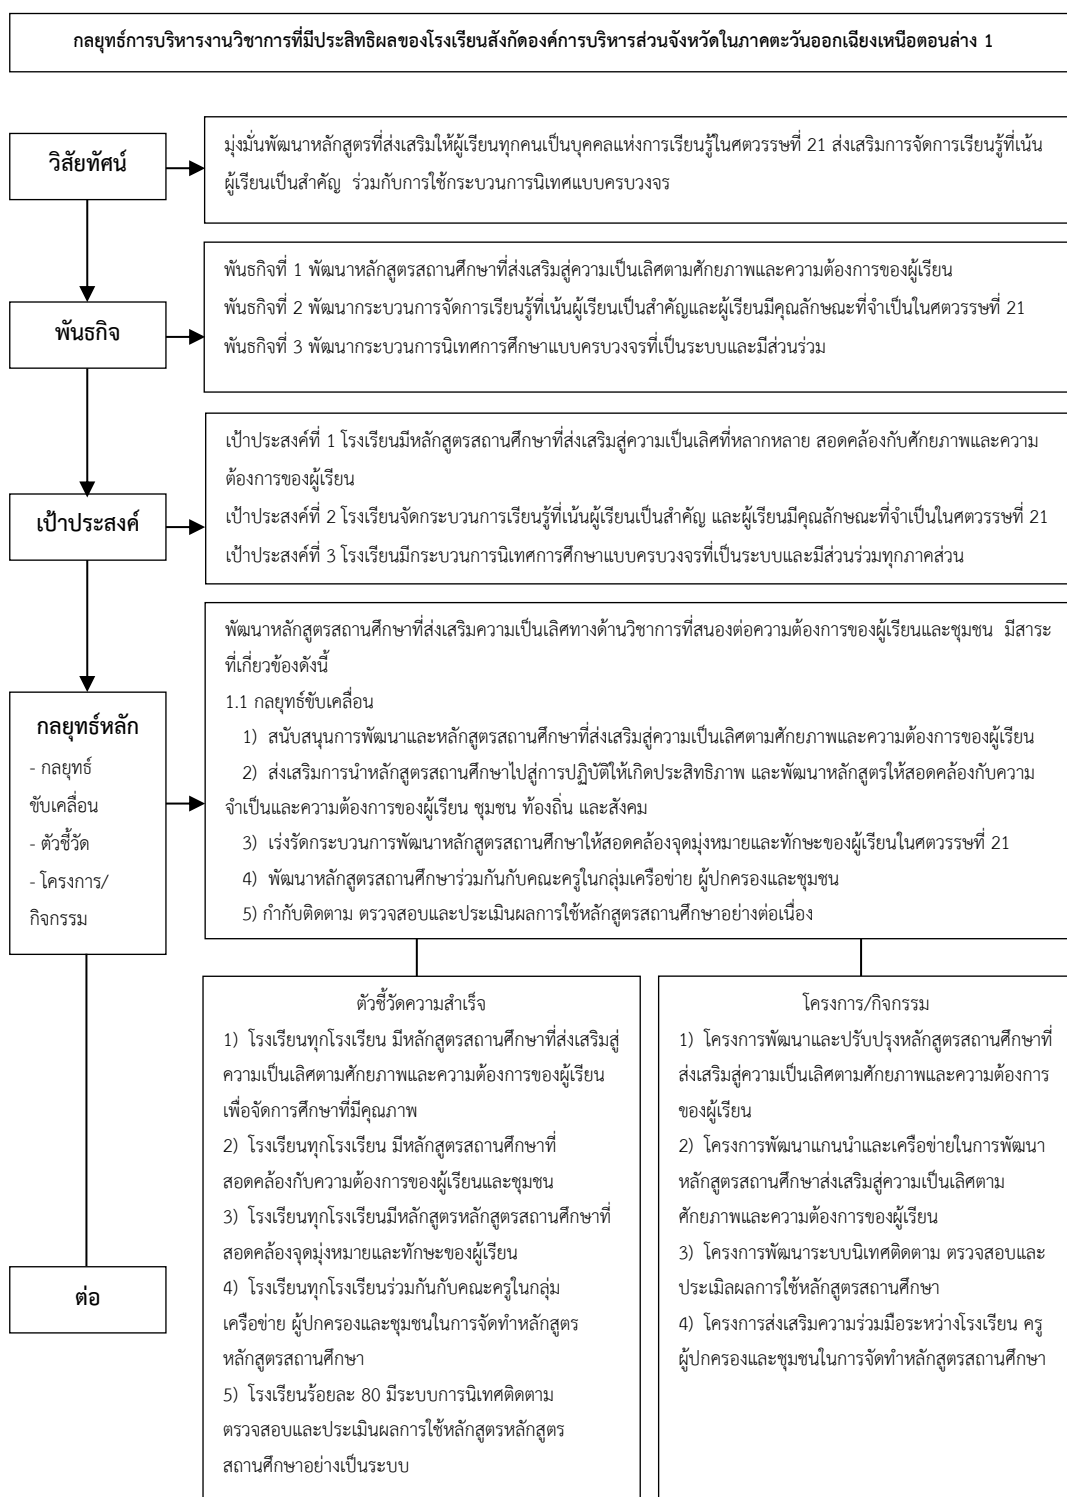 กลยุทธ์การบริหารงานวิชาการที่มีประสิทธิผลของโรงเรียนสังกัดองค์การบริหารส่วนจังหวัดในภาคตะวันออกเฉียงเหนือตอนล่าง 1
วิสัยทัศน์
มุ่งมั่นพัฒนาหลักสูตรที่ส่งเสริมให้ผู้เรียนทุกคนเป็นบุคคลแห่งการเรียนรู้ในศตวรรษที่ 21 ส่งเสริมการจัดการเรียนรู้ที่เน้น
ผู้เรียนเป็นสำคัญ ร่วมกับการใช้กระบวนการนิเทศแบบครบวงจร
พันธกิจ
พันธกิจที่ 1 พัฒนาหลักสูตรสถานศึกษาที่ส่งเสริมสู่ความเป็นเลิศตามศักยภาพและความต้องการของผู้เรียน
พันธกิจที่ 2 พัฒนากระบวนการจัดการเรียนรู้ที่เน้นผู้เรียนเป็นสำคัญและผู้เรียนมีคุณลักษณะที่จำเป็นในศตวรรษที่ 21
พันธกิจที่ 3 พัฒนากระบวนการนิเทศการศึกษาแบบครบวงจรที่เป็นระบบและมีส่วนร่วม
เป้าประสงค์
เป้าประสงค์ที่ 1 โรงเรียนมีหลักสูตรสถานศึกษาที่ส่งเสริมสู่ความเป็นเลิศที่หลากหลาย สอดคล้องกับศักยภาพและความ
ต้องการของผู้เรียน
เป้าประสงค์ที่ 2 โรงเรียนจัดกระบวนการเรียนรู้ที่เน้นผู้เรียนเป็นสำคัญ และผู้เรียนมีคุณลักษณะที่จำเป็นในศตวรรษที่ 21
เป้าประสงค์ที่ 3 โรงเรียนมีกระบวนการนิเทศการศึกษาแบบครบวงจรที่เป็นระบบและมีส่วนร่วมทุกภาคส่วน
กลยุทธ์หลัก
- กลยุทธ์
ขับเคลื่อน
- ตัวชี้วัด
- โครงการ/
กิจกรรม
พัฒนาหลักสูตรสถานศึกษาที่ส่งเสริมความเป็นเลิศทางด้านวิชาการที่สนองต่อความต้องการของผู้เรียนและชุมชน มีสาระ
ที่เกี่ยวข้องดังนี้
1.1 กลยุทธ์ขับเคลื่อน
1) สนับสนุนการพัฒนาและหลักสูตรสถานศึกษาที่ส่งเสริมสู่ความเป็นเลิศตามศักยภาพและความต้องการของผู้เรียน
2) ส่งเสริมการนำหลักสูตรสถานศึกษาไปสู่การปฏิบัติให้เกิดประสิทธิภาพ และพัฒนาหลักสูตรให้สอดคล้องกับความ
จำเป็นและความต้องการของผู้เรียน ชุมชน ท้องถิ่น และสังคม
3) เร่งรัดกระบวนการพัฒนาหลักสูตรสถานศึกษาให้สอดคล้องจุดมุ่งหมายและทักษะของผู้เรียนในศตวรรษที่ 21
4) พัฒนาหลักสูตรสถานศึกษาร่วมกันกับคณะครูในกลุ่มเครือข่าย ผู้ปกครองและชุมชน
5) กำกับติดตาม ตรวจสอบและประเมินผลการใช้หลักสูตรสถานศึกษาอย่างต่อเนื่อง
ตัวชี้วัดความสำเร็จ
1) โรงเรียนทุกโรงเรียน มีหลักสูตรสถานศึกษาที่ส่งเสริมสู่
ความเป็นเลิศตามศักยภาพและความต้องการของผู้เรียน
เพื่อจัดการศึกษาที่มีคุณภาพ
2) โรงเรียนทุกโรงเรียน มีหลักสูตรสถานศึกษาที่
สอดคล้องกับความต้องการของผู้เรียนและชุมชน
3) โรงเรียนทุกโรงเรียนมีหลักสูตรหลักสูตรสถานศึกษาที่
สอดคล้องจุดมุ่งหมายและทักษะของผู้เรียน
4) โรงเรียนทุกโรงเรียนร่วมกันกับคณะครูในกลุ่ม
เครือข่าย ผู้ปกครองและชุมชนในการจัดทำหลักสูตร
หลักสูตรสถานศึกษา
5) โรงเรียนร้อยละ 80 มีระบบการนิเทศติดตาม
ตรวจสอบและประเมินผลการใช้หลักสูตรหลักสูตร
สถานศึกษาอย่างเป็นระบบ
โครงการ/กิจกรรม
1) โครงการพัฒนาและปรับปรุงหลักสูตรสถานศึกษาที่
ส่งเสริมสู่ความเป็นเลิศตามศักยภาพและความต้องการ
ของผู้เรียน
2) โครงการพัฒนาแกนนำและเครือข่ายในการพัฒนา
หลักสูตรสถานศึกษาส่งเสริมสู่ความเป็นเลิศตาม
ศักยภาพและความต้องการของผู้เรียน
3) โครงการพัฒนาระบบนิเทศติดตาม ตรวจสอบและ
ประเมิลผลการใช้หลักสูตรสถานศึกษา
4) โครงการส่งเสริมความร่วมมือระหว่างโรงเรียน ครู
ผู้ปกครองและชุมชนในการจัดทำหลักสูตรสถานศึกษา
ต่อ